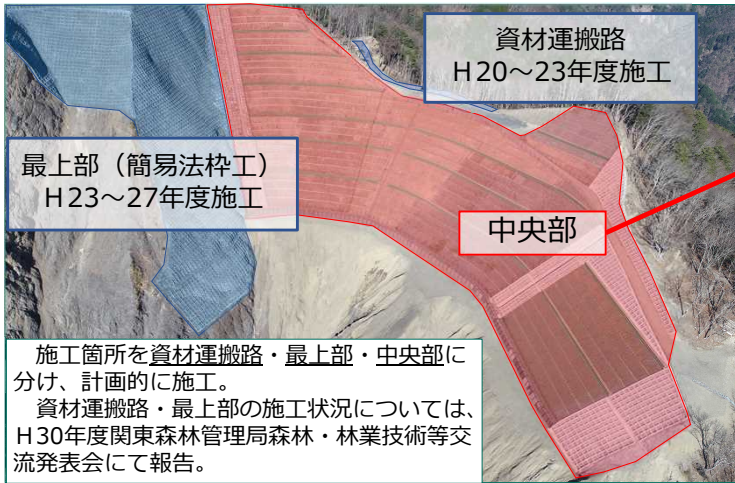 資材運搬路
H20～23年度施工
最上部（簡易法枠工）
H23～27年度施工
中央部
　施工箇所を資材運搬路・最上部・中央部に
分け、計画的に施工。
　資材運搬路・最上部の施工状況については、
H30年度関東森林管理局森林・林業技術等交
流発表会にて報告。